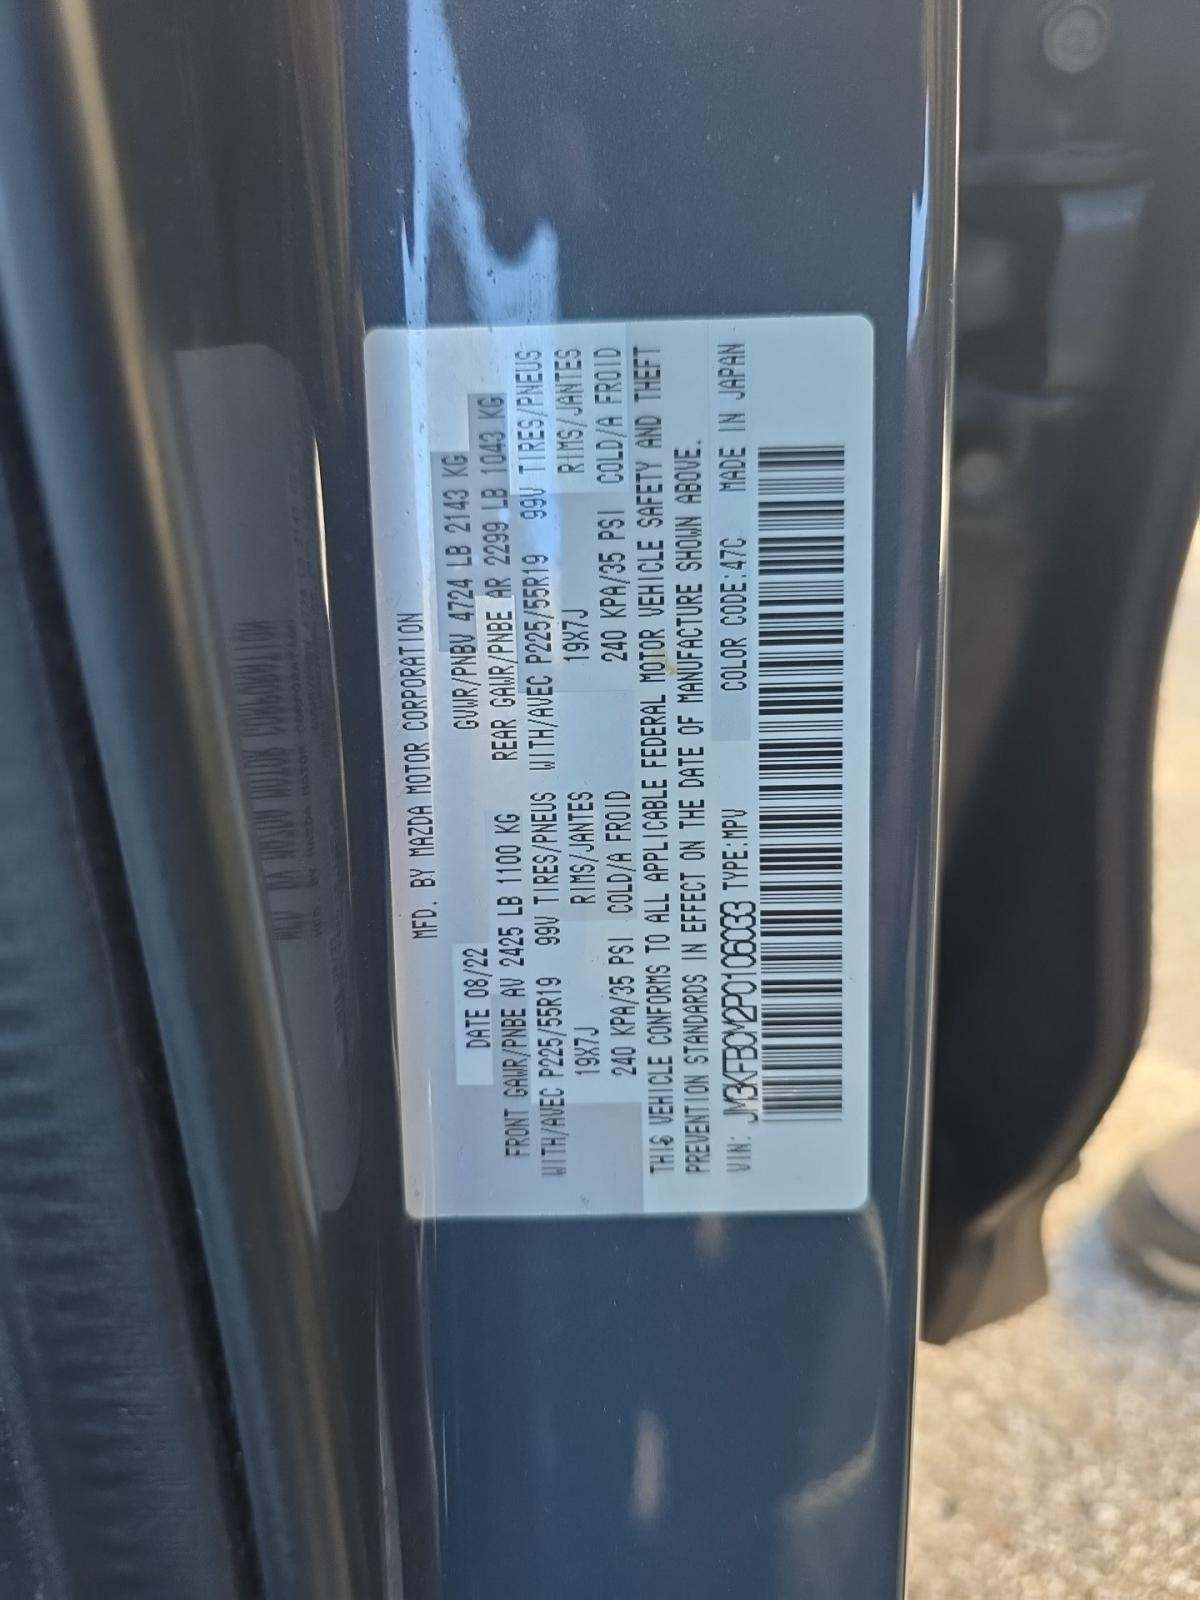 MFD. BY MAZDA MOTOR CORPORATION
DATE 08/22 GVWR/PNBV 4724 LB 2143 KG
FRONT GAWR/PNBE AV 2425 LB 1100 KG REAR GAWR/PNBE AR 2299 LB 1043 KG
WITH/AVEC P225/55R19 99V TIRES/PNEUS WITH/AVEC P225/55R19 99V TIRES/PNEUS
19X7J RIMS/JANTES 19X7J RIMS/JANTES
240 KPA/35 PSI COLD/A FROID 240 KPA/35 PSI COLD/A FROID
THIS VEHICLE CONFORMS TO ALL APPLICABLE FEDERAL MOTOR VEHICLE SAFETY AND THEFT
PREVENTION STANDARDS IN EFFECT ON THE DATE OF MANUFACTURE SHOWN ABOVE.
VIN: JM3KFBCM2P0106033 TYPE:MPV COLOR CODE:47C MADE IN JAPAN